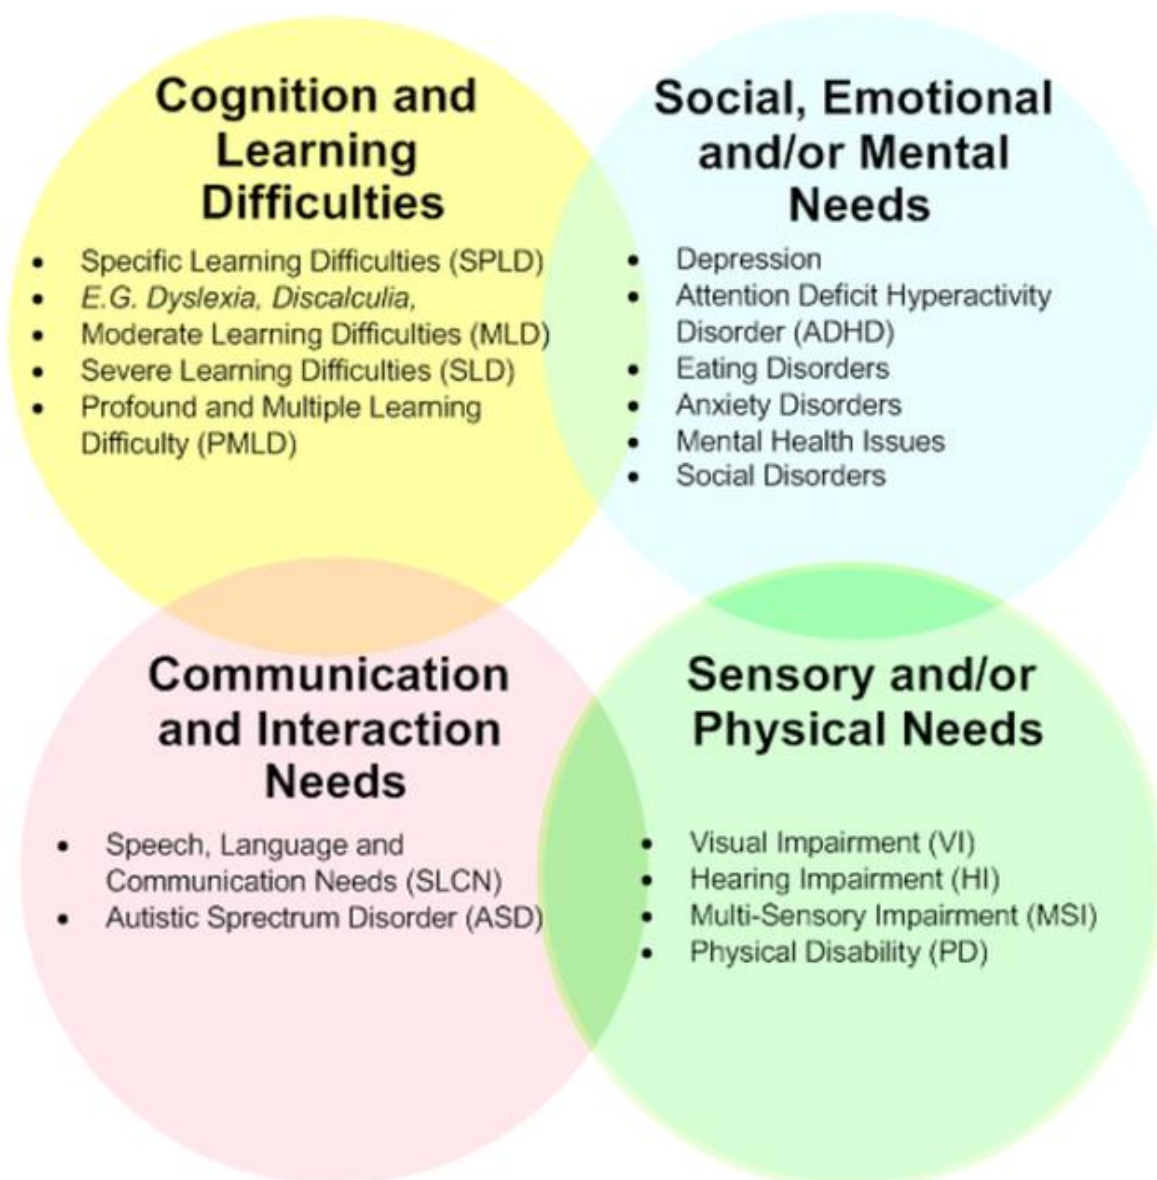 Cognition and
Learning
Difficulties
• Specific Learning Difficulties (SPLD)
• E.G. Dyslexia, Discalculia,
• Moderate Learning Difficulties (MLD)
• Severe Learning Difficulties (SLD)
• Profound and Multiple Learning
Difficulty (PMLD)
Social, Emotional
and/or Mental
Needs
• Depression
• Attention Deficit Hyperactivity
Disorder (ADHD)
• Eating Disorders
• Anxiety Disorders
• Mental Health Issues
• Social Disorders
Communication
and Interaction
Needs
• Speech, Language and
Communication Needs (SLCN)
• Autistic Sprectrum Disorder (ASD)
Sensory and/or
Physical Needs
• Visual Impairment (VI)
• Hearing Impairment (HI)
• Multi-Sensory Impairment (MSI)
• Physical Disability (PD)